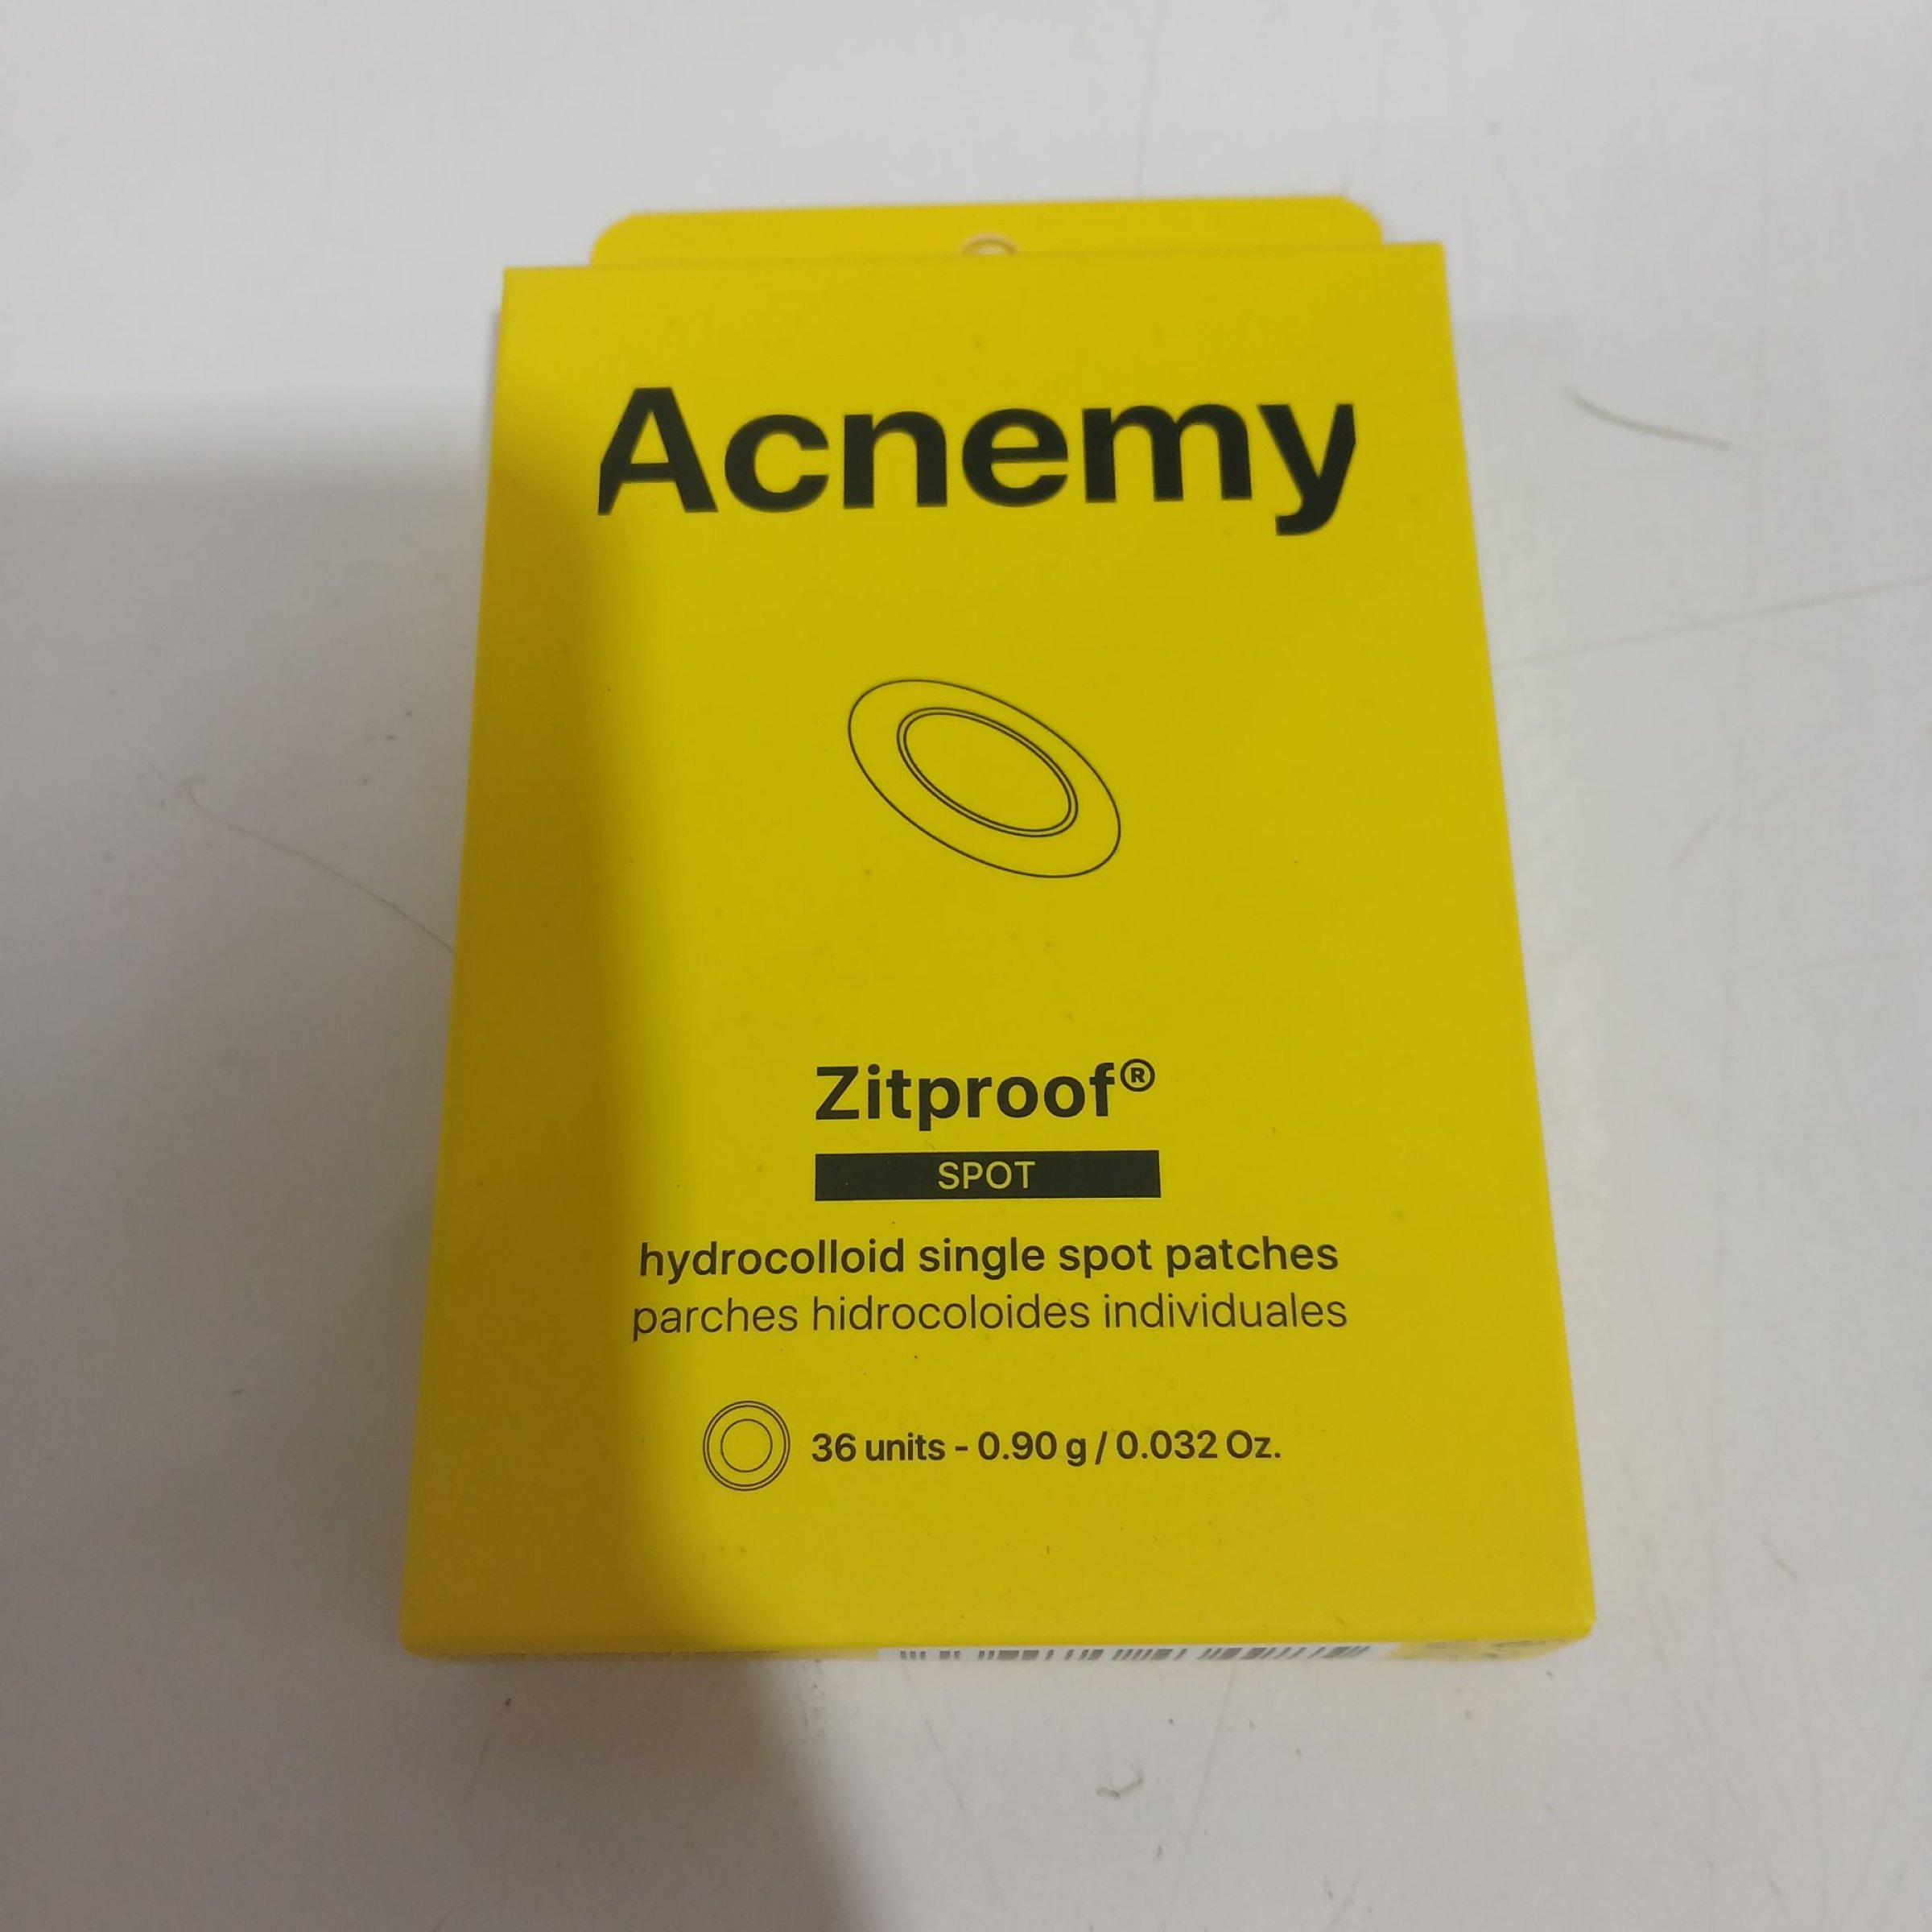 Acnemy
Zitproof®
SPOT
hydrocolloid single spot patches
parches hidrocoloides individuales
36 units - 0.90 g / 0.032 Oz.